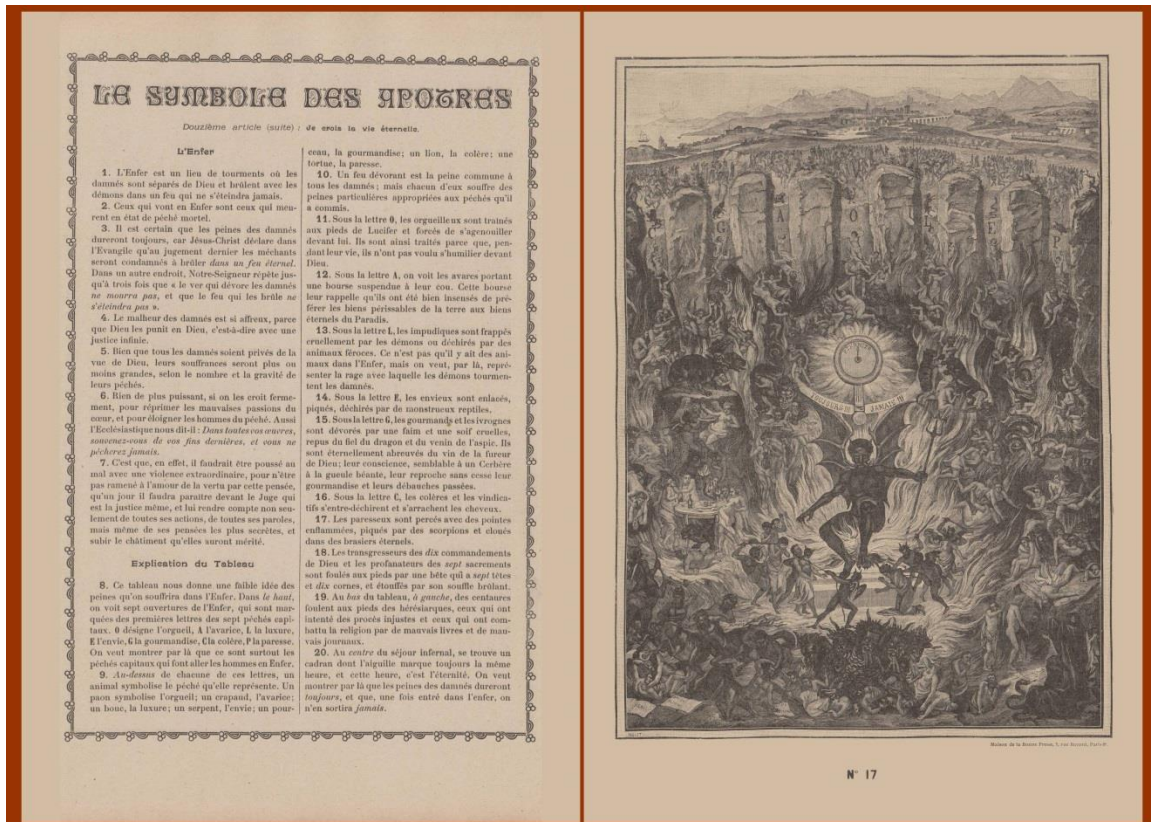 LE SYMBOLE DES APOTRES
Douzième article (suite) : Je crois la vie éternelle.
L'Enfer
1. L'Enfer est un lieu de tourments où les
damnés sont séparés de Dieu et brûlent avec les
démons dans un feu qui ne s'éteindra jamais.
2. Ceux qui vont en Enfer sont ceux qui meu-
rent en état de péché mortel.
3. Il est certain que les peines des damnés
dureront toujours, car Jésus-Christ déclare dans
l'Evangile qu'au jugement dernier les méchants
seront condamnés à brûler dans un feu éternel.
Dans un autre endroit, Notre-Seigneur répète jus-
qu'à trois fois que « le ver qui dévore les damnés
ne mourra pas, et que le feu qui les brûle ne
s'éteindra pas ».
4. Le malheur des damnés est si affreux, parce
que Dieu les punit en Dieu, c'est-à-dire avec une
justice infinie.
5. Bien que tous les damnés soient privés de la
vue de Dieu, leurs souffrances seront plus ou
moins grandes, selon le nombre et la gravité de
leurs péchés.
6. Rien de plus puissant, si on les croit ferme-
ment, pour réprimer les mauvaises passions du
cœur, et pour éloigner les hommes du péché. Aussi
l'Ecclésiastique nous dit-il : Dans toutes vos œuvres,
souvenez-vous de vos fins dernières, et vous ne
pécherez jamais.
7. C'est que, en effet, il faudrait être poussé au
mal avec une violence extraordinaire, pour n'être
pas ramené à l'amour de la vertu par cette pensée,
qu'un jour il faudra paraître devant le Juge qui
est la justice même, et lui rendre compte non seu-
lement de toutes ses actions, de toutes ses paroles,
mais même de ses pensées les plus secrètes, et
subir le châtiment qu'elles auront mérité.
Explication du Tableau
8. Ce tableau nous donne une faible idée des
peines qu'on souffrira dans l'Enfer. Dans le haut,
on voit sept ouvertures de l'Enfer, qui sont mar-
quées des premières lettres des sept péchés capi-
taux. O désigne l'orgueil, A l'avarice, L la luxure,
E l'envie, G la gourmandise, C la colère, P la paresse.
On veut montrer par là que ce sont surtout les
péchés capitaux qui font aller les hommes en Enfer.
9. Au-dessus de chacune de ces lettres, un
animal symbolise le péché qu'elle représente. Un
paon symbolise l'orgueil; un crapaud, l'avarice;
un bouc, la luxure; un serpent, l'envie; un pour-
ceau, la gourmandise; un lion, la colère; une
tortue, la paresse.
10. Un feu dévorant est la peine commune à
tous les damnés; mais chacun d'eux souffre des
peines particulières appropriées aux péchés qu'il
a commis.
11. Sous la lettre O, les orgueilleux sont traînés
aux pieds de Lucifer et forcés de s'agenouiller
devant lui. Ils sont ainsi traités parce que, pen-
dant leur vie, ils n'ont pas voulu s'humilier devant
Dieu.
12. Sous la lettre A, on voit les avares portant
une bourse suspendue à leur cou. Cette bourse
leur rappelle qu'ils ont été bien insensés de pré-
férer les biens périssables de la terre aux biens
éternels du Paradis.
13. Sous la lettre L, les impudiques sont frappés
cruellement par les démons ou déchirés par des
animaux féroces. Ce n'est pas qu'il y ait des ani-
maux dans l'Enfer, mais on veut, par là, repré-
senter la rage avec laquelle les démons tourmen-
tent les damnés.
14. Sous la lettre E, les envieux sont enlacés,
piqués, déchirés par de monstrueux reptiles.
15. Sous la lettre G, les gourmands et les ivrognes
sont dévorés par une faim et une soif cruelles,
repus du fiel du dragon et du venin de l'aspic. Ils
sont éternellement abreuvés du vin de la fureur
de Dieu; leur conscience, semblable à un Cerbère
à la gueule béante, leur reproche sans cesse leur
gourmandise et leurs débauches passées.
16. Sous la lettre C, les colères et les vindica-
tifs s'entre-déchirent et s'arrachent les cheveux.
17. Les paresseux sont percés avec des pointes
enflammées, piqués par des scorpions et cloués
dans des brasiers éternels.
18. Les transgresseurs des dix commandements
de Dieu et les profanateurs des sept sacrements
sont foulés aux pieds par une bête qui a sept têtes
et dix cornes, et étouffés par son souffle brûlant.
19. Au bas du tableau, à gauche, des centaures
foulent aux pieds des hérésiarques, ceux qui ont
intenté des procès injustes et ceux qui ont com-
battu la religion par de mauvais livres et de mau-
vais journaux.
20. Au centre du séjour infernal, se trouve un
cadran dont l'aiguille marque toujours la même
heure, et cette heure, c'est l'éternité. On veut
montrer par là que les peines des damnés dureront
toujours, et que, une fois entré dans l'enfer, on
n'en sortira jamais.
G A O L E P
TOUJOURS!!! JAMAIS!!!
Maison de la Bonne Presse, 5, rue Bayard, Paris-8e
N° 17